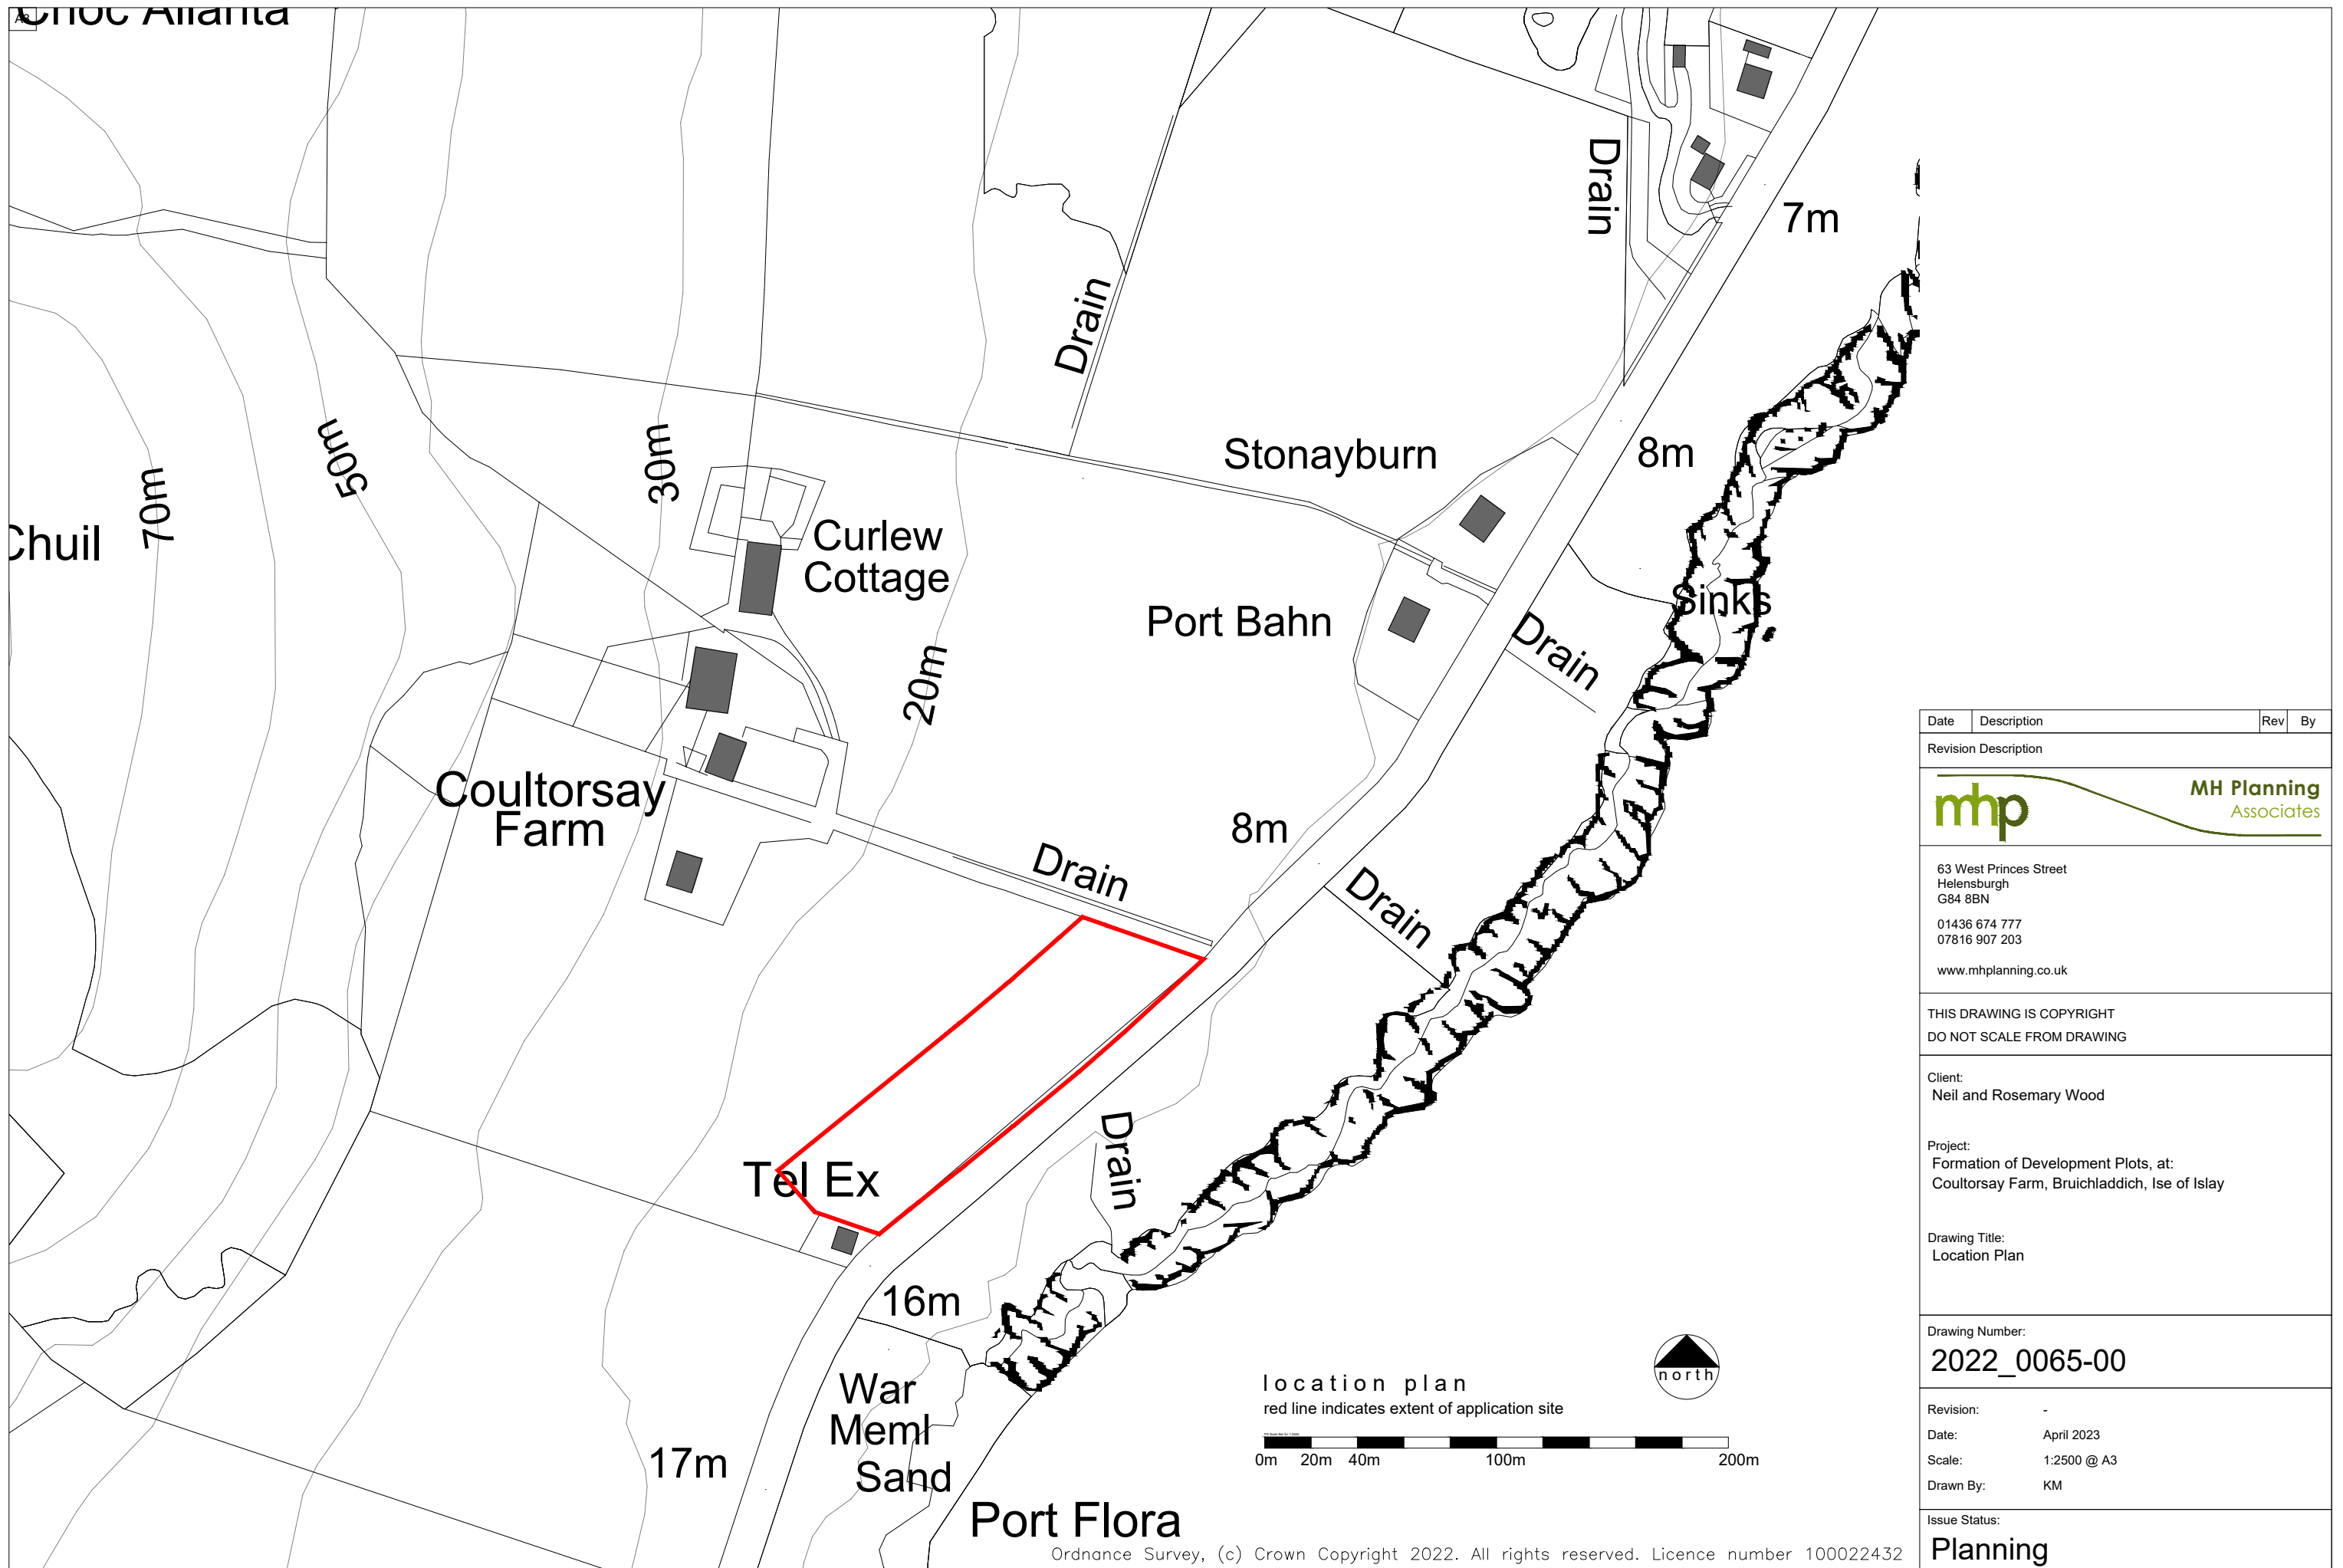 A3
Cnoc Allanta
Drain
7m
Drain
50m
30m
70m
Stonayburn
8m
Chuil
Curlew
Cottage
Sinks
Port Bahn
Drain
20m
Coultorsay
Farm
8m
Drain
Drain
Drain
Tel Ex
16m
War
Meml
17m
Sand
Port Flora
location plan
red line indicates extent of application site
0m 20m 40m 100m 200m
north
Ordnance Survey, (c) Crown Copyright 2022. All rights reserved. Licence number 100022432
Date Description Rev By
Revision Description
mhp
MH Planning
Associates
63 West Princes Street
Helensburgh
G84 8BN
01436 674 777
07816 907 203
www.mhplanning.co.uk
THIS DRAWING IS COPYRIGHT
DO NOT SCALE FROM DRAWING
Client:
Neil and Rosemary Wood
Project:
Formation of Development Plots, at:
Coultorsay Farm, Bruichladdich, Ise of Islay
Drawing Title:
Location Plan
Drawing Number:
2022_0065-00
Revision: -
Date: April 2023
Scale: 1:2500 @ A3
Drawn By: KM
Issue Status:
Planning